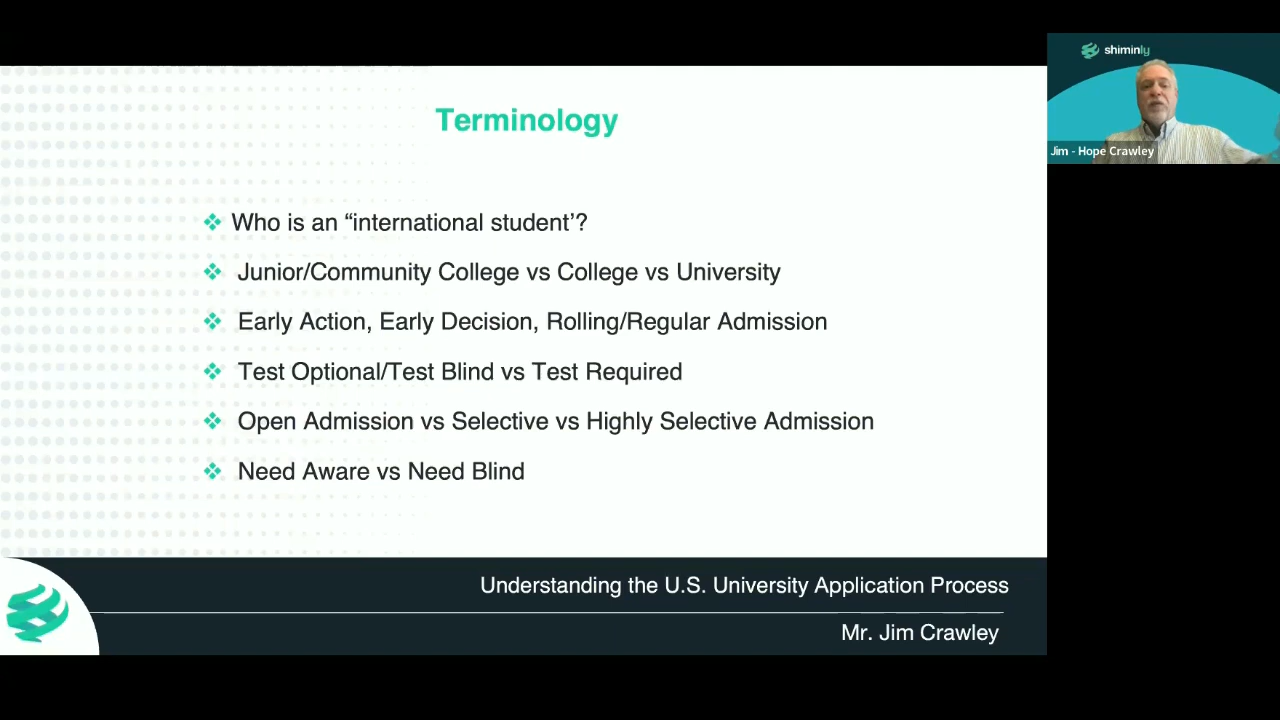 Terminology
Who is an “international student’?
Junior/Community College vs College vs University
Early Action, Early Decision, Rolling/Regular Admission
Test Optional/Test Blind vs Test Required
Open Admission vs Selective vs Highly Selective Admission
Need Aware vs Need Blind
Understanding the U.S. University Application Process
Mr. Jim Crawley
shiminly
Jim - Hope Crawley